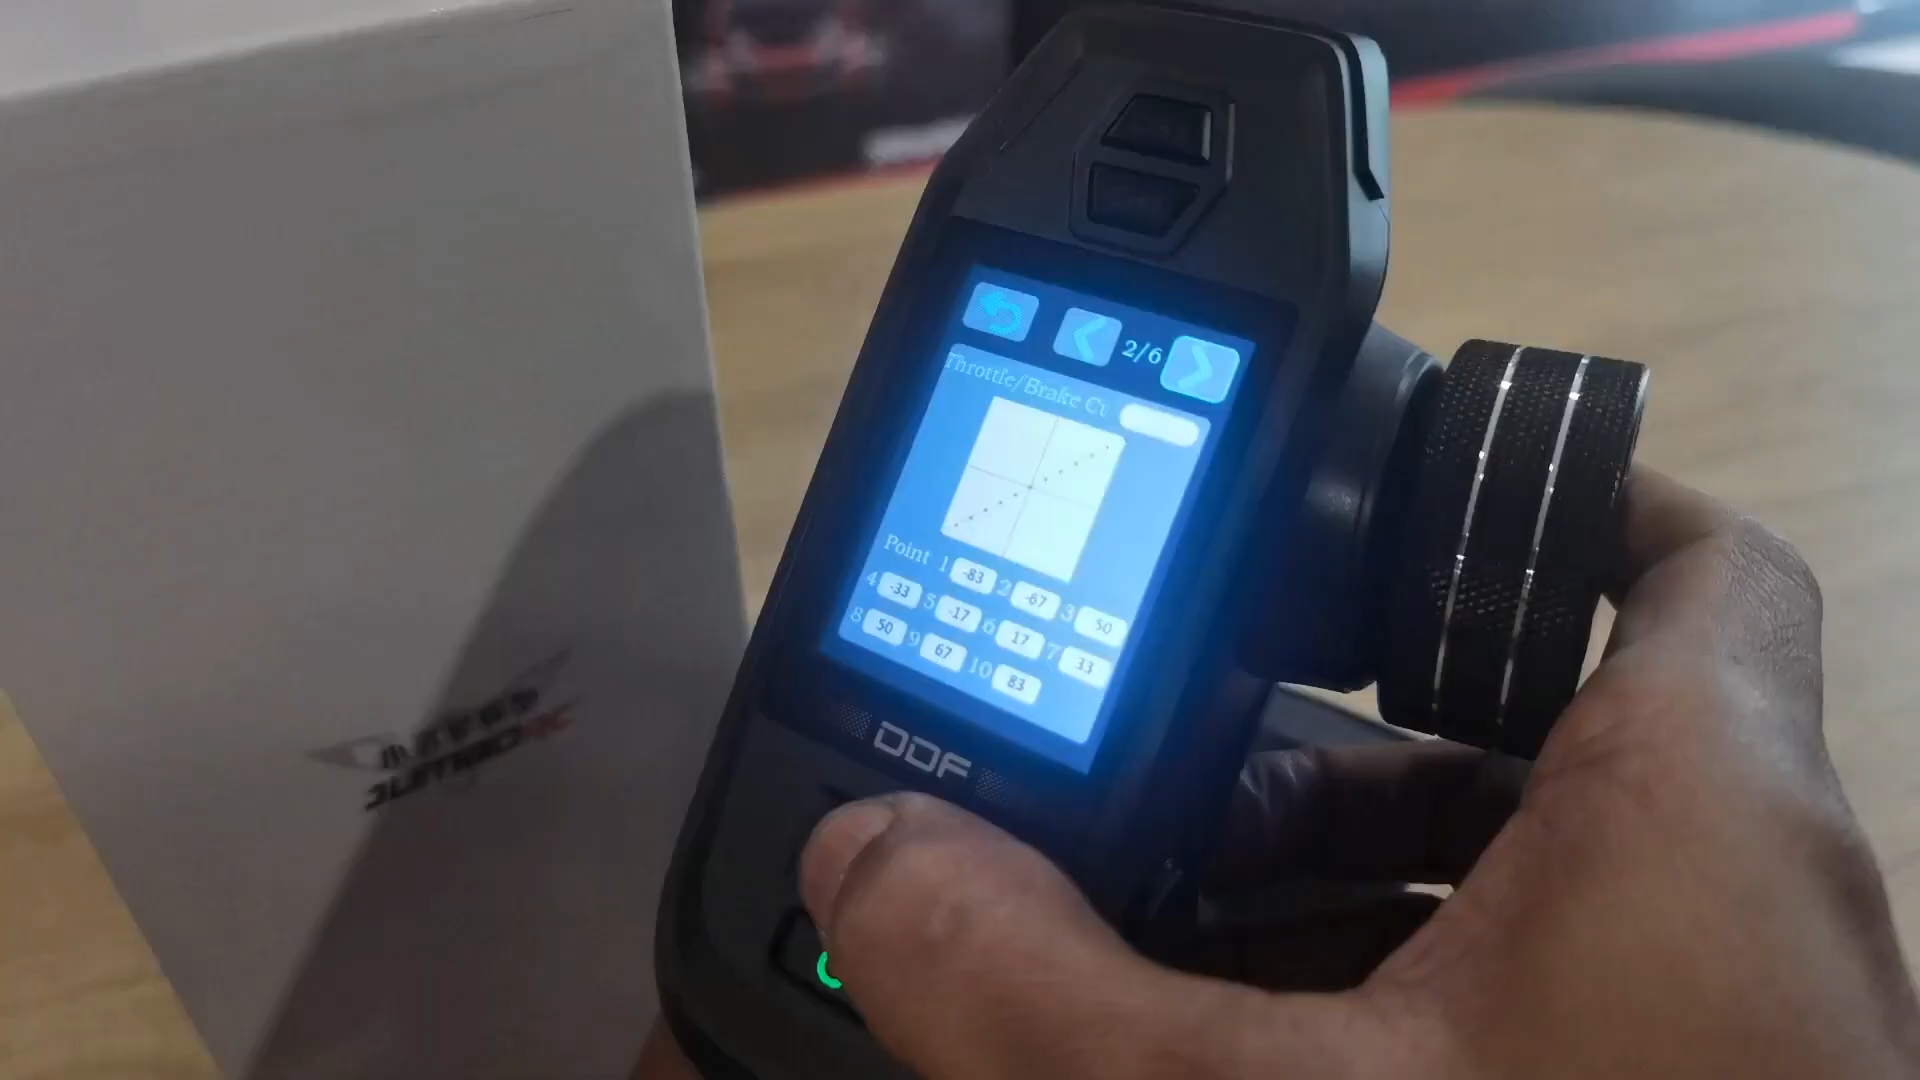 2/6
Throttle/Brake Cu
Point 1 -83 2 -67 3 50
4 -33 5 -17 6 17 7 33
8 50 9 67 10 83
DDF